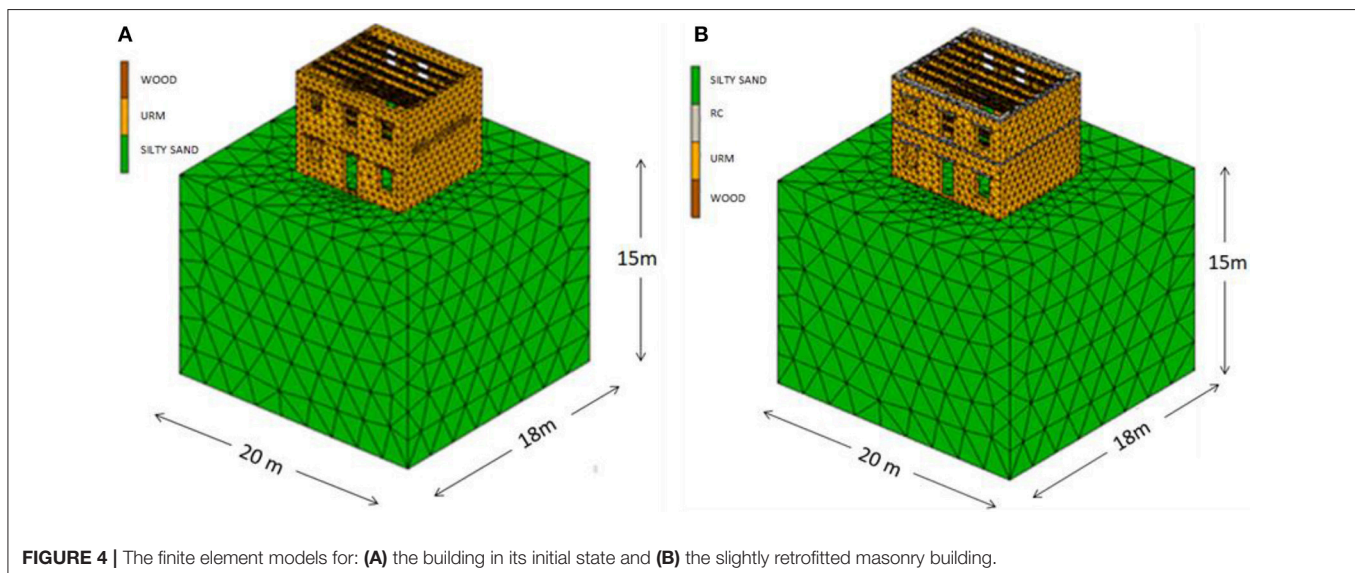 A
WOOD
URM
SILTY SAND
15m
18m
20 m
B
SILTY SAND
RC
URM
WOOD
15m
18m
20 m
FIGURE 4 | The finite element models for: (A) the building in its initial state and (B) the slightly retrofitted masonry building.